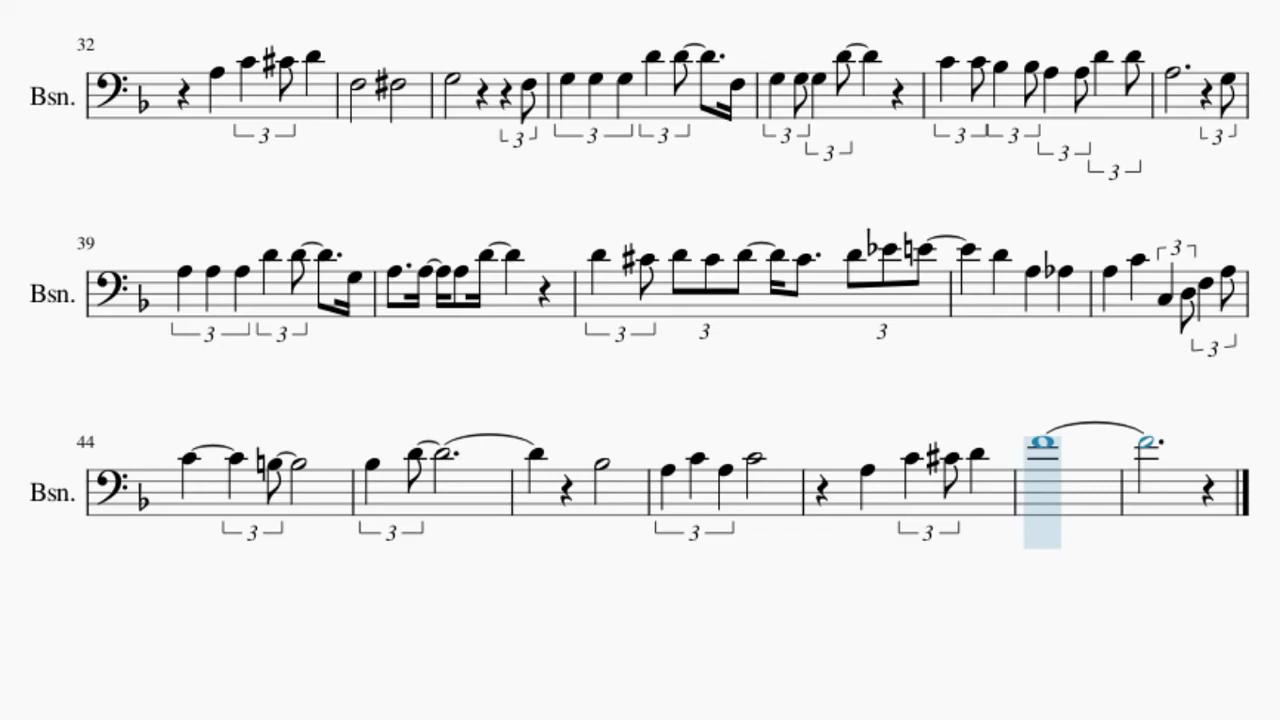 32
Bsn.
3 3 3 3 3 3 3 3 3 3
39
Bsn.
3
3 3 3 3 3 3
44
Bsn.
3 3 3 3